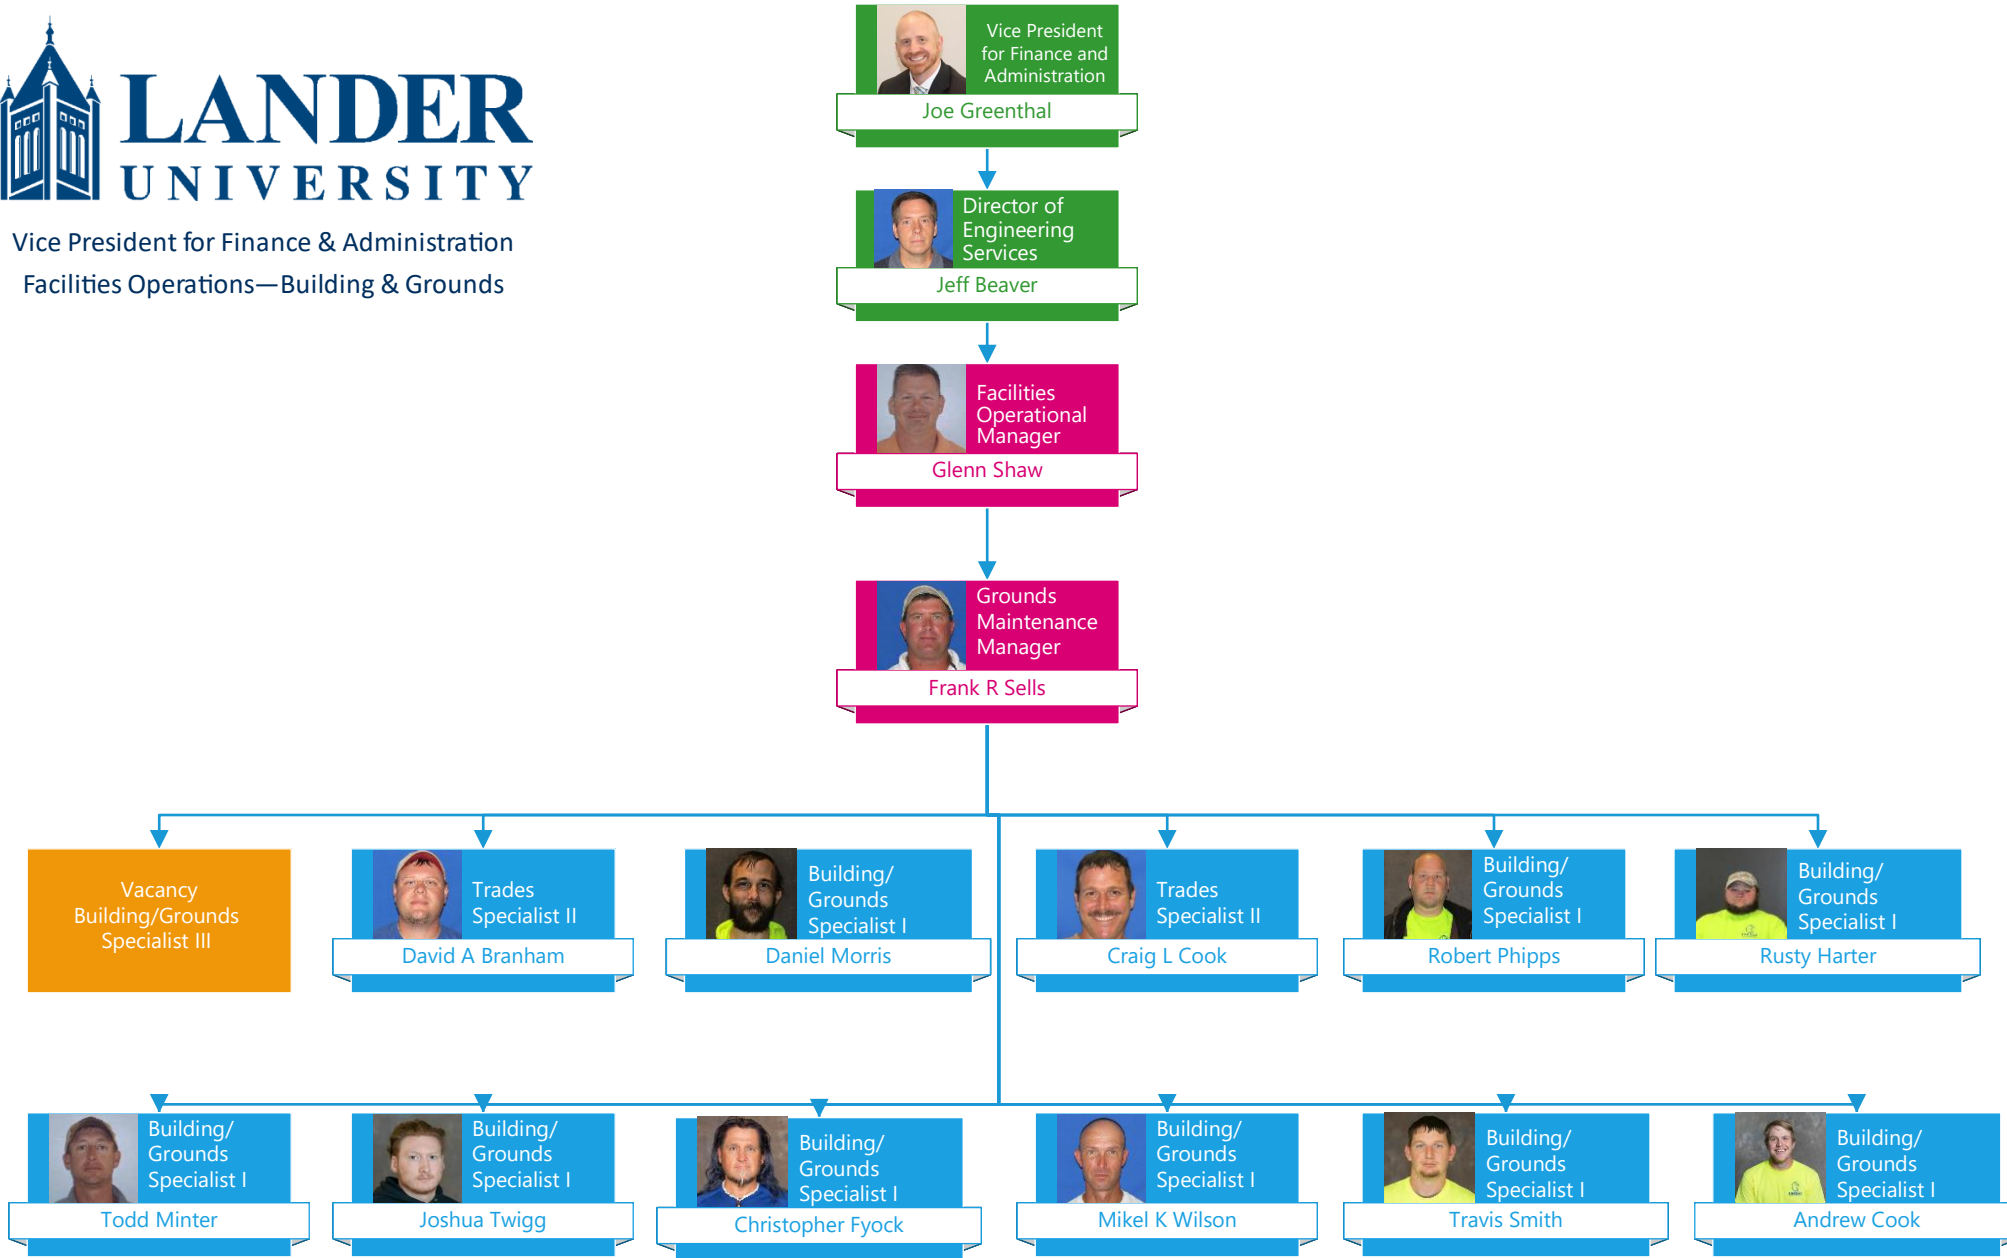 LANDER
UNIVERSITY
Vice President for Finance & Administration
Facilities Operations—Building & Grounds
Vice President
for Finance and
Administration
Joe Greenthal
Director of
Engineering
Services
Jeff Beaver
Facilities
Operational
Manager
Glenn Shaw
Grounds
Maintenance
Manager
Frank R Sells
Vacancy
Building/Grounds
Specialist III
Trades
Specialist II
David A Branham
Building/
Grounds
Specialist I
Daniel Morris
Trades
Specialist II
Craig L Cook
Building/
Grounds
Specialist I
Robert Phipps
Building/
Grounds
Specialist I
Rusty Harter
Building/
Grounds
Specialist I
Todd Minter
Building/
Grounds
Specialist I
Joshua Twigg
Building/
Grounds
Specialist I
Christopher Fyock
Building/
Grounds
Specialist I
Mikel K Wilson
Building/
Grounds
Specialist I
Travis Smith
Building/
Grounds
Specialist I
Andrew Cook